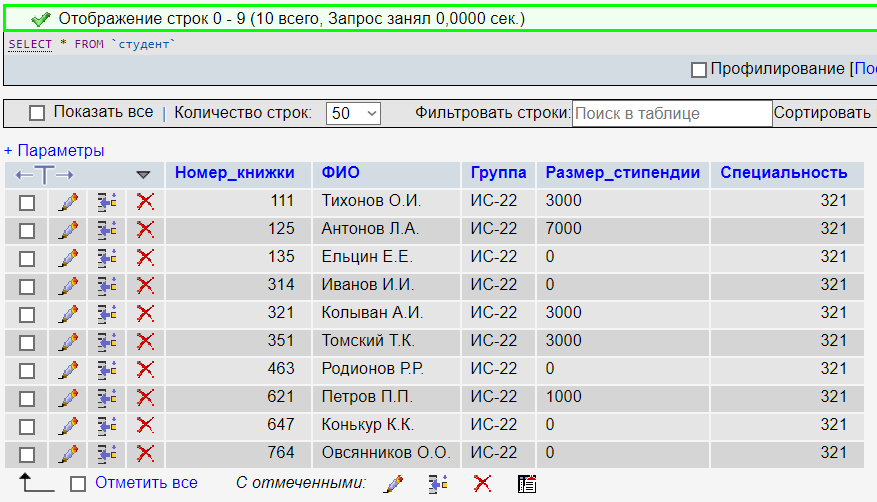 Отображение строк 0 - 9 (10 всего, Запрос занял 0,0000 сек.)
SELECT * FROM `студент`
Профилирование [По
Показать все | Количество строк: 50 Фильтровать строки: Поиск в таблице Сортировать
+ Параметры
←T→ Номер_книжки ФИО Группа Размер_стипендии Специальность
111 Тихонов О.И. ИС-22 3000 321
125 Антонов Л.А. ИС-22 7000 321
135 Ельцин Е.Е. ИС-22 0 321
314 Иванов И.И. ИС-22 0 321
321 Колыван А.И. ИС-22 3000 321
351 Томский Т.К. ИС-22 3000 321
463 Родионов Р.Р. ИС-22 0 321
621 Петров П.П. ИС-22 1000 321
647 Конькур К.К. ИС-22 0 321
764 Овсянников О.О. ИС-22 0 321
Отметить все С отмеченными: